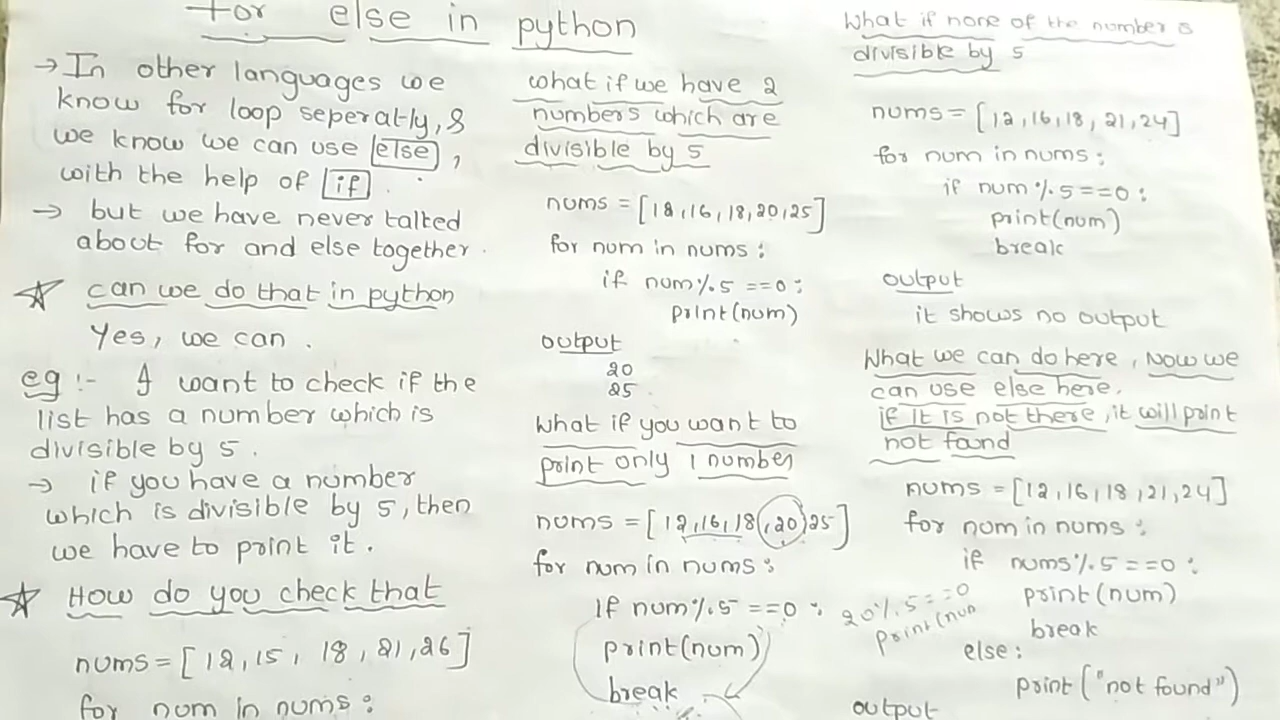 for else in python
→ In other languages we
know for loop seperatly, &
we know we can use else,
with the help of if.
→ but we have never talted
about for and else together.
☆ can we do that in python
Yes, we can.
eg :- I want to check if the
list has a number which is
divisible by 5.
→ if you have a number
which is divisible by 5, then
we have to print it.
☆ How do you check that
nums = [12, 15, 18, 21, 26]
for num in nums:
what if we have 2
numbers which are
divisible by 5
nums = [12, 16, 18, 20, 25]
for num in nums:
if num%5 ==0:
print(num)
output
20
25
What if you want to
print only 1 number
nums = [12, 16, 18, 20, 25]
for num in nums:
If num%5 ==0:
print(num)
break
20%5==0
print(num
What if none of the number is
divisible by 5
nums = [12, 16, 18, 21, 24]
for num in nums:
if num%5==0:
print(num)
break
output
it shows no output
What we can do here, Now we
can use else here.
if it is not there, it will print
not found
nums = [12, 16, 18, 21, 24]
for num in nums:
if nums%5==0:
print(num)
break
else:
print("not found")
output